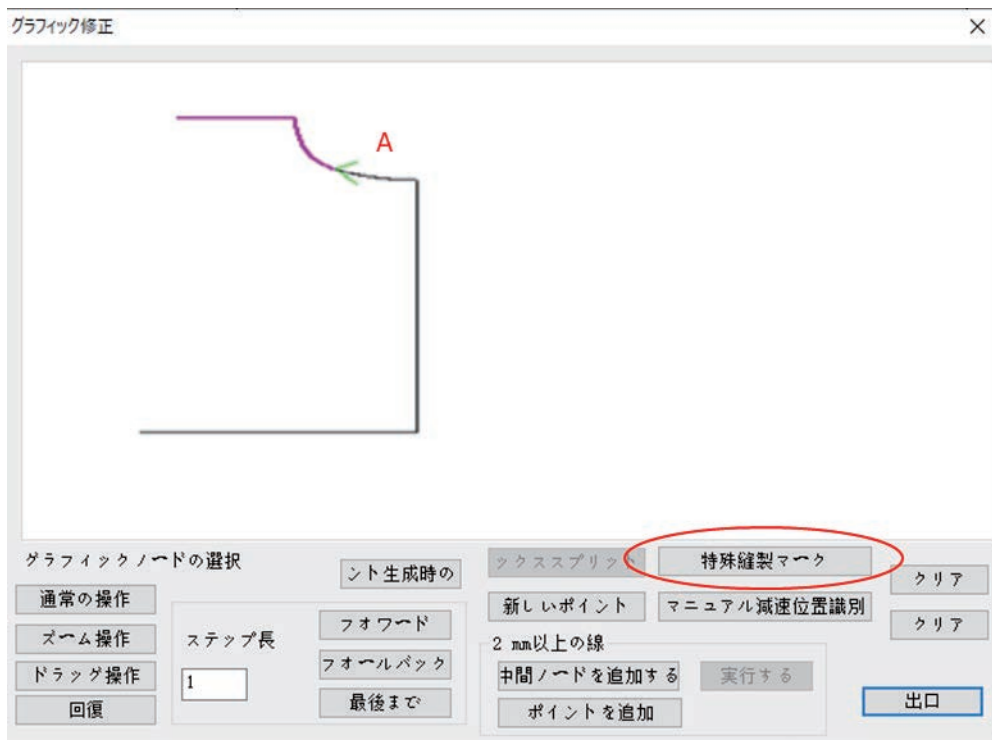 グラフィック修正
A
グラフィックノードの選択
通常の操作
ズーム操作
ドラッグ操作
回復
ステップ長
1
ント生成時の
フオワード
フオールバック
最後まで
ックススプリット
特殊縫製マーク
クリア
新しいポイント
マニュアル減速位置識別
クリア
2 mm以上の線
中間ノードを追加する
実行する
ポイントを追加
出口